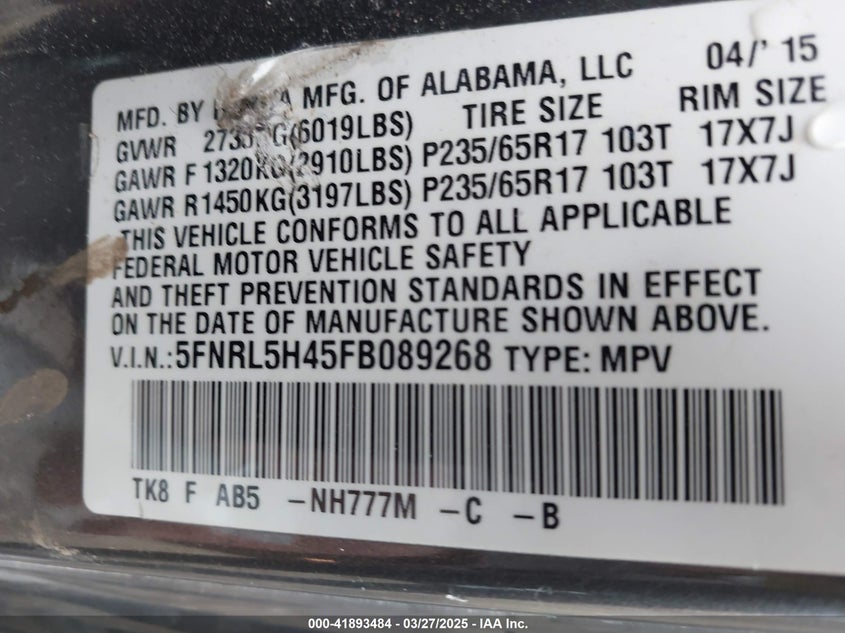 04/' 15
MFD. BY MFG. OF ALABAMA, LLC
GVWR (6019LBS) TIRE SIZE RIM SIZE
GAWR F 1320KG(2910LBS) P235/65R17 103T 17X7J
GAWR R1450KG(3197LBS) P235/65R17 103T 17X7J
THIS VEHICLE CONFORMS TO ALL APPLICABLE
FEDERAL MOTOR VEHICLE SAFETY
AND THEFT PREVENTION STANDARDS IN EFFECT
ON THE DATE OF MANUFACTURE SHOWN ABOVE.
V.I.N.:5FNRL5H45FB089268 TYPE: MPV
TK8 F AB5 -NH777M -C -B
000-41893484 - 03/27/2025 - IAA Inc.